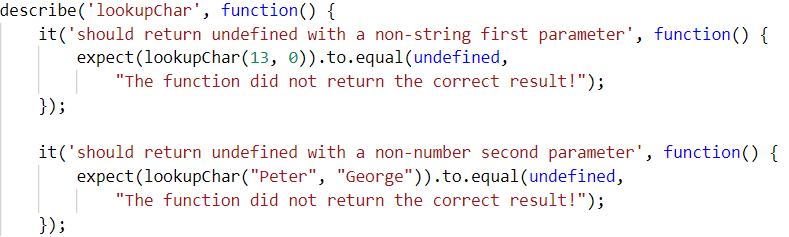 describe('lookupChar', function() {
    it('should return undefined with a non-string first parameter', function() {
        expect(lookupChar(13, 0)).to.equal(undefined,
            "The function did not return the correct result!");
    });

    it('should return undefined with a non-number second parameter', function() {
        expect(lookupChar("Peter", "George")).to.equal(undefined,
            "The function did not return the correct result!");
    });